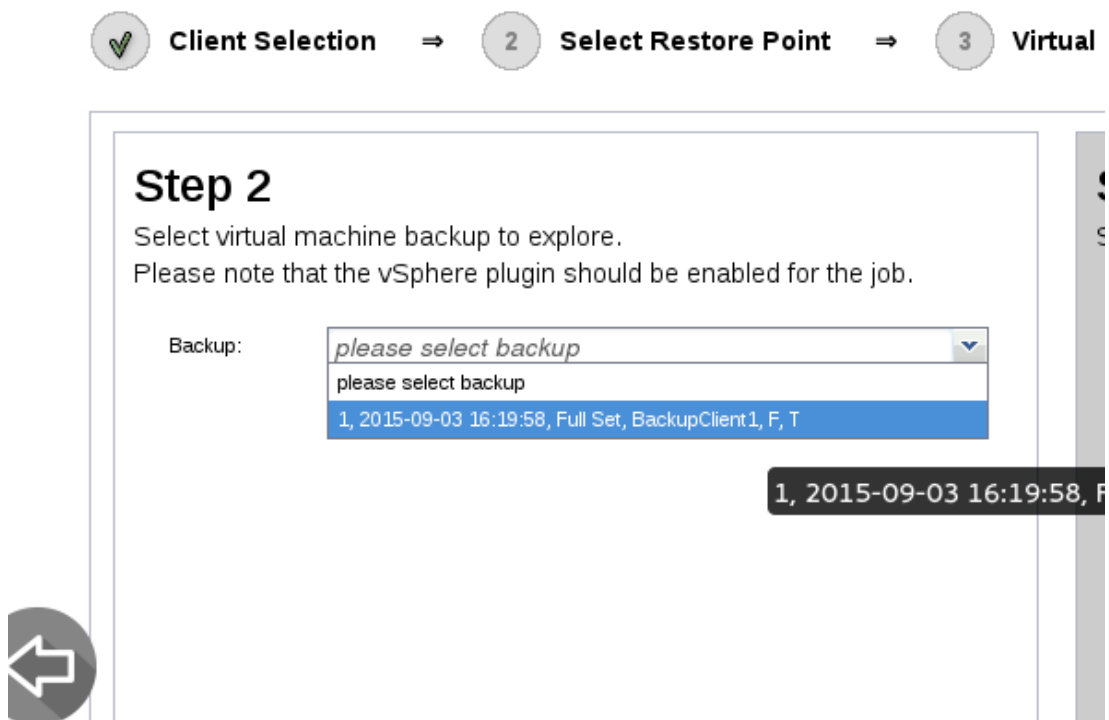 Client Selection ⇒ 2 Select Restore Point ⇒ 3 Virtual
Step 2
Select virtual machine backup to explore.
Please note that the vSphere plugin should be enabled for the job.
Backup: please select backup
please select backup
1, 2015-09-03 16:19:58, Full Set, BackupClient1, F, T
1, 2015-09-03 16:19:58, F
S
S